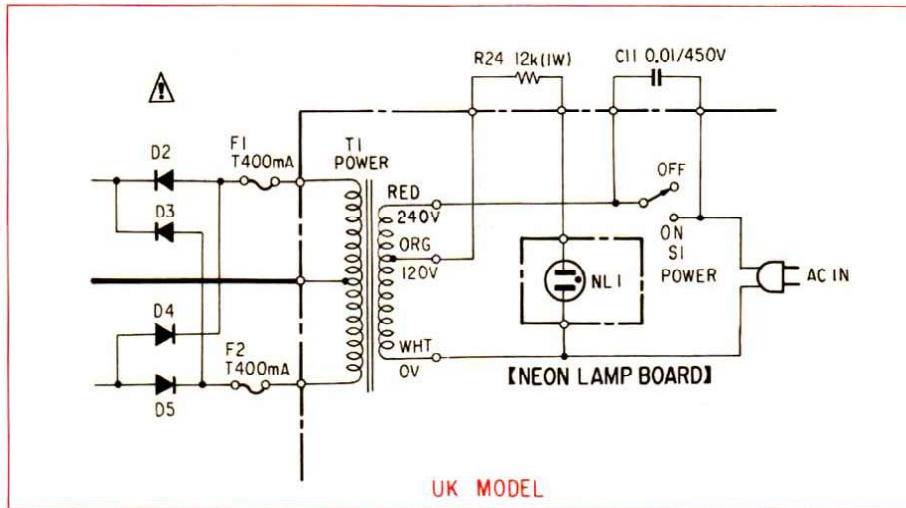 R24 12k(1W)
C11 0.01/450V
F1
T400mA
T1
POWER
D2
D3
RED
240V
ORG
120V
OFF
ON
S1
POWER
NL1
AC IN
D4
D5
F2
T400mA
WHT
0V
【NEON LAMP BOARD】
UK MODEL